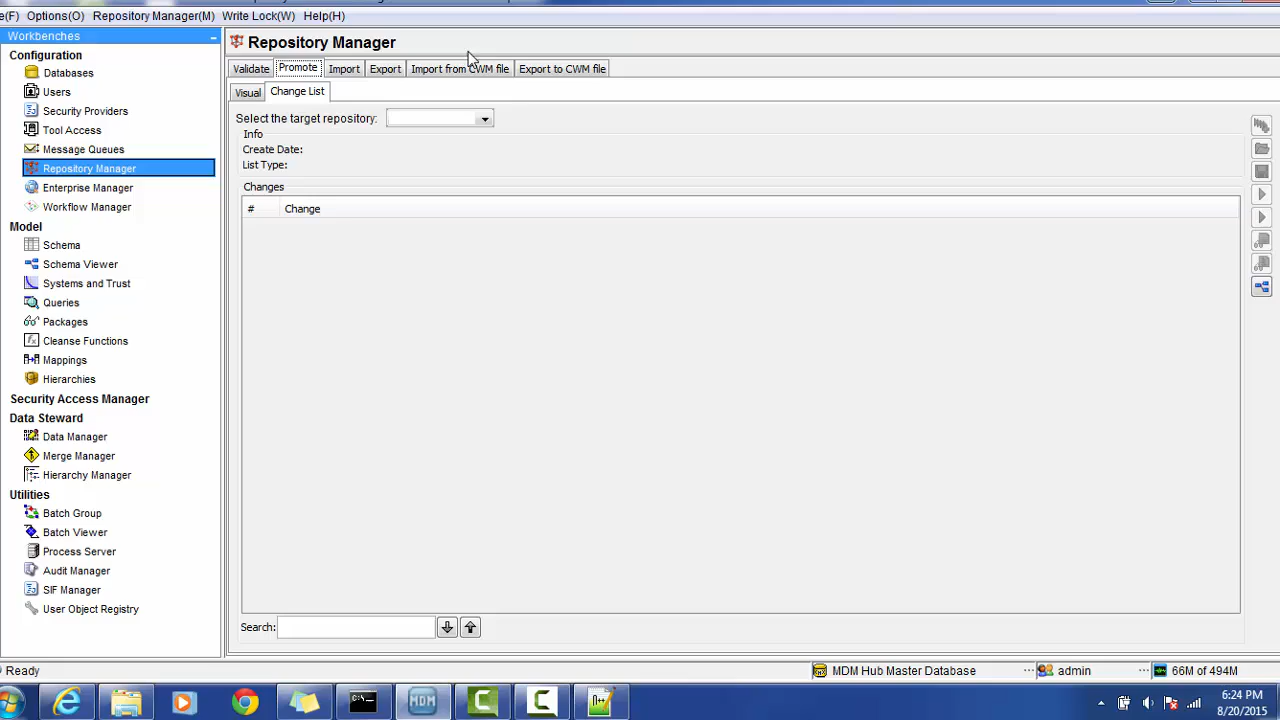 e(F) Options(O) Repository Manager(M) Write Lock(W) Help(H)
Workbenches
Configuration
Databases
Users
Security Providers
Tool Access
Message Queues
Repository Manager
Enterprise Manager
Workflow Manager
Model
Schema
Schema Viewer
Systems and Trust
Queries
Packages
Cleanse Functions
Mappings
Hierarchies
Security Access Manager
Data Steward
Data Manager
Merge Manager
Hierarchy Manager
Utilities
Batch Group
Batch Viewer
Process Server
Audit Manager
SIF Manager
User Object Registry
Repository Manager
Validate Promote Import Export Import from CWM file Export to CWM file
Visual Change List
Select the target repository:
Info
Create Date:
List Type:
Changes
# Change
Search:
Ready MDM Hub Master Database admin 66M of 494M
MDM
6:24 PM
8/20/2015